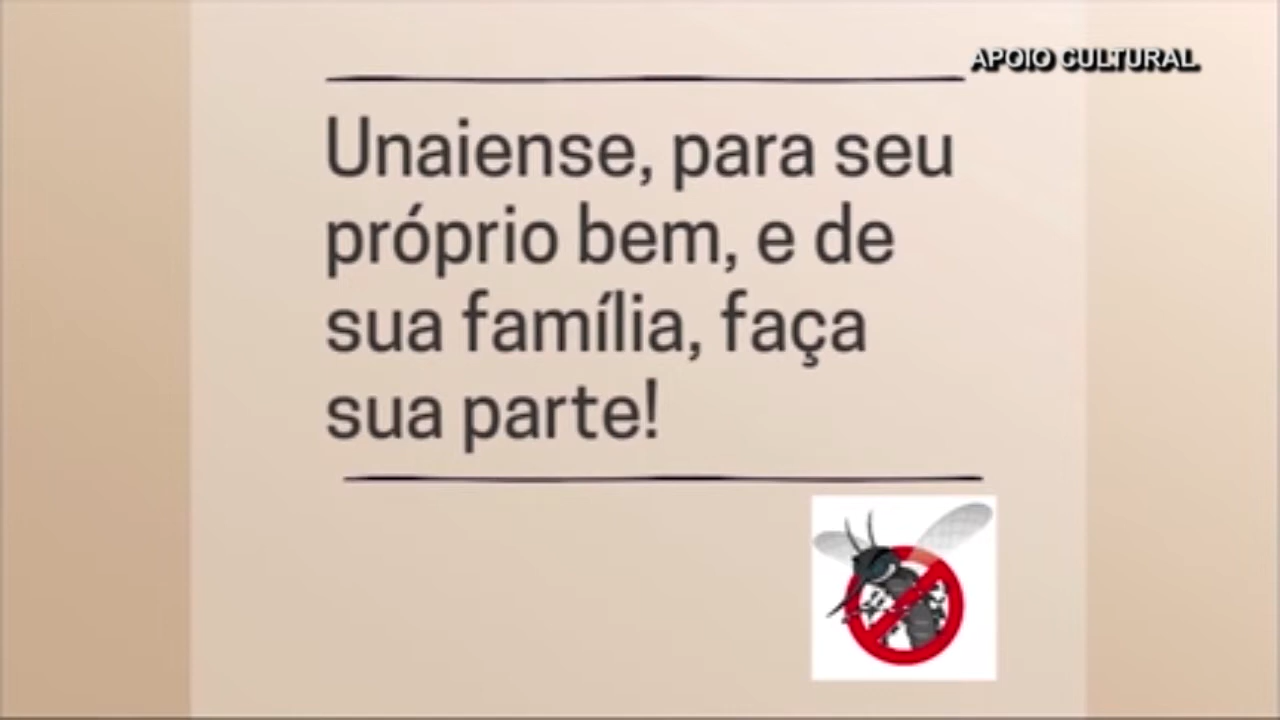 APOIO CULTURAL
Unaiense, para seu
próprio bem, e de
sua família, faça
sua parte!